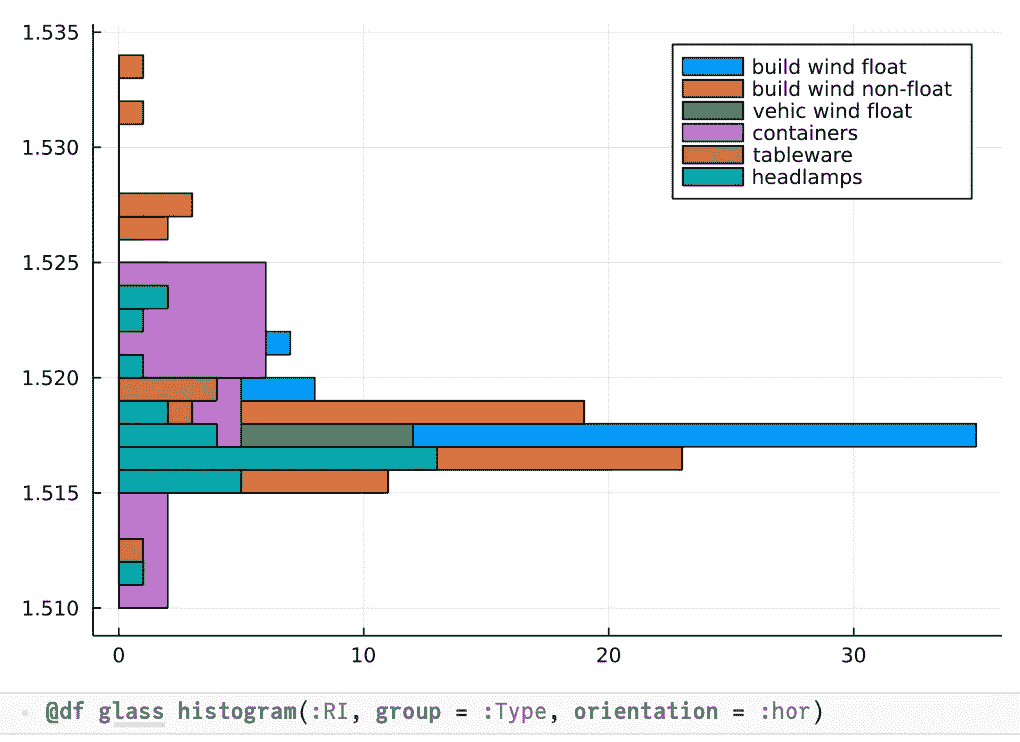 1.535
1.530
1.525
1.520
1.515
1.510
0 10 20 30
build wind float
build wind non-float
vehic wind float
containers
tableware
headlamps
@df glass histogram(:RI, group = :Type, orientation = :hor)